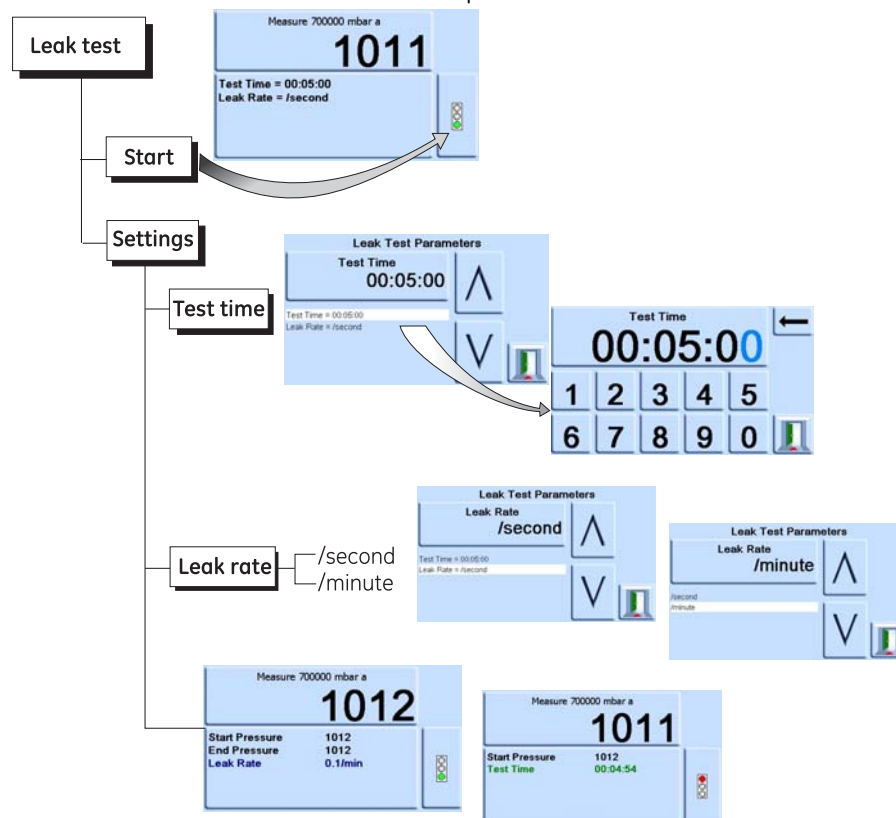 Leak test
Measure 700000 mbar a
1011
Test Time = 00:05:00
Leak Rate = /second
Start
Settings
Leak Test Parameters
Test Time
00:05:00
Test Time = 00:05:00
Leak Rate = /second
Test time
Test Time
00:05:00
1 2 3 4 5
6 7 8 9 0
Leak rate
/second
/minute
Leak Test Parameters
Leak Rate
/second
Test Time = 00:05:00
Leak Rate = /second
Leak Test Parameters
Leak Rate
/minute
/second
/minute
Measure 700000 mbar a
1012
Start Pressure 1012
End Pressure 1012
Leak Rate 0.1/min
Measure 700000 mbar a
1011
Start Pressure 1012
Test Time 00:04:54